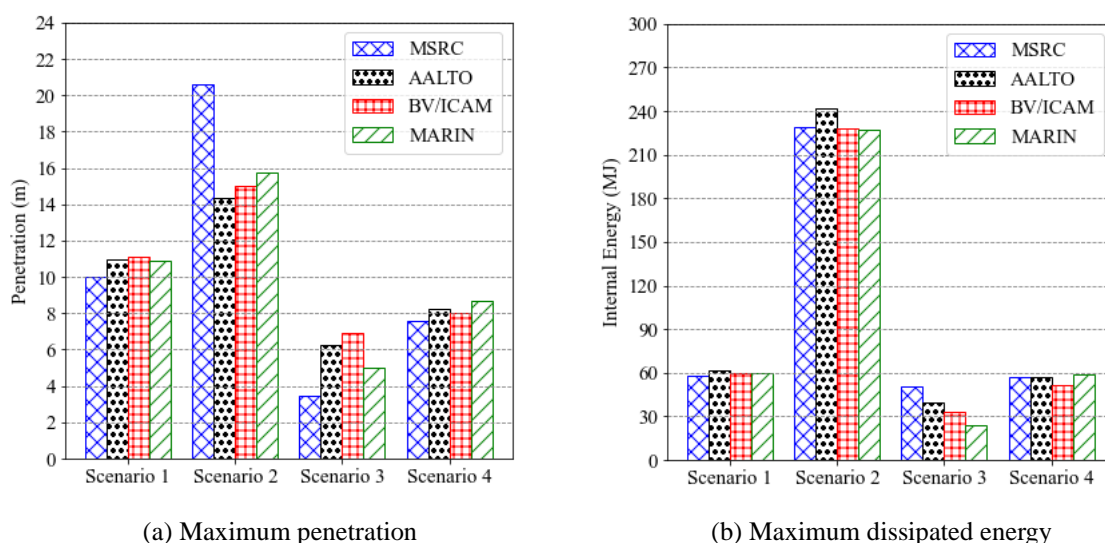 24
22
20
18
16
14
12
10
8
6
4
2
0
Penetration (m)
MSRC
AALTO
BV/ICAM
MARIN
Scenario 1 Scenario 2 Scenario 3 Scenario 4
(a) Maximum penetration
300
270
240
210
180
150
120
90
60
30
0
Internal Energy (MJ)
MSRC
AALTO
BV/ICAM
MARIN
Scenario 1 Scenario 2 Scenario 3 Scenario 4
(b) Maximum dissipated energy